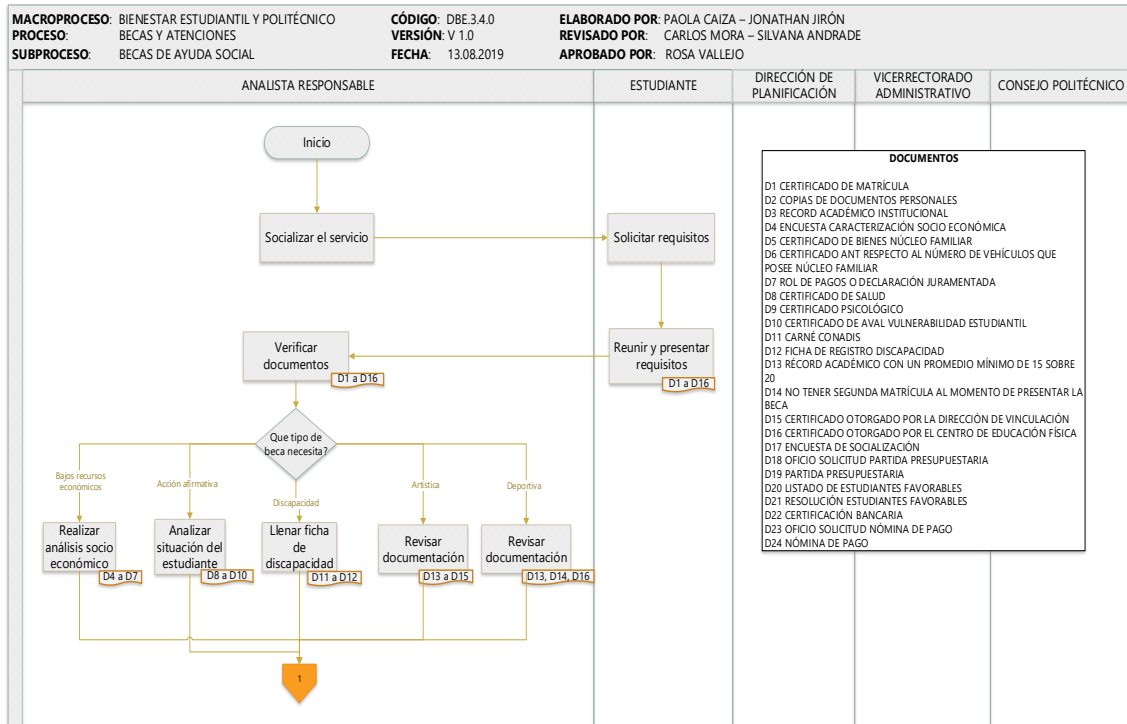 MACROPROCESO: BIENESTAR ESTUDIANTIL Y POLITÉCNICO CÓDIGO: DBE.3.4.0 ELABORADO POR: PAOLA CAIZA – JONATHAN JIRÓN
PROCESO: BECAS Y ATENCIONES VERSIÓN: V 1.0 REVISADO POR: CARLOS MORA – SILVANA ANDRADE
SUBPROCESO: BECAS DE AYUDA SOCIAL FECHA: 13.08.2019 APROBADO POR: ROSA VALLEJO
ANALISTA RESPONSABLE
ESTUDIANTE
DIRECCIÓN DE
PLANIFICACIÓN
VICERRECTORADO
ADMINISTRATIVO
CONSEJO POLITÉCNICO
Inicio
Socializar el servicio
Solicitar requisitos
Verificar
documentos
D1 a D16
Reunir y presentar
requisitos
D1 a D16
Que tipo de
beca necesita?
Bajos recursos
económicos
Acción afirmativa
Discapacidad
Artística
Deportiva
Realizar
análisis socio
económico
D4 a D7
Analizar
situación del
estudiante
D8 a D10
Llenar ficha
de
discapacidad
D11 a D12
Revisar
documentación
D13 a D15
Revisar
documentación
D13, D14, D16
1
DOCUMENTOS
D1 CERTIFICADO DE MATRÍCULA
D2 COPIAS DE DOCUMENTOS PERSONALES
D3 RECORD ACADÉMICO INSTITUCIONAL
D4 ENCUESTA CARACTERIZACIÓN SOCIO ECONÓMICA
D5 CERTIFICADO DE BIENES NÚCLEO FAMILIAR
D6 CERTIFICADO ANT RESPECTO AL NÚMERO DE VEHÍCULOS QUE
POSEE NÚCLEO FAMILIAR
D7 ROL DE PAGOS O DECLARACIÓN JURAMENTADA
D8 CERTIFICADO DE SALUD
D9 CERTIFICADO PSICOLÓGICO
D10 CERTIFICADO DE AVAL VULNERABILIDAD ESTUDIANTIL
D11 CARNÉ CONADIS
D12 FICHA DE REGISTRO DISCAPACIDAD
D13 RÉCORD ACADÉMICO CON UN PROMEDIO MÍNIMO DE 15 SOBRE
20
D14 NO TENER SEGUNDA MATRÍCULA AL MOMENTO DE PRESENTAR LA
BECA
D15 CERTIFICADO OTORGADO POR LA DIRECCIÓN DE VINCULACIÓN
D16 CERTIFICADO OTORGADO POR EL CENTRO DE EDUCACIÓN FÍSICA
D17 ENCUESTA DE SOCIALIZACIÓN
D18 OFICIO SOLICITUD PARTIDA PRESUPUESTARIA
D19 PARTIDA PRESUPUESTARIA
D20 LISTADO DE ESTUDIANTES FAVORABLES
D21 RESOLUCIÓN ESTUDIANTES FAVORABLES
D22 CERTIFICACIÓN BANCARIA
D23 OFICIO SOLICITUD NÓMINA DE PAGO
D24 NÓMINA DE PAGO